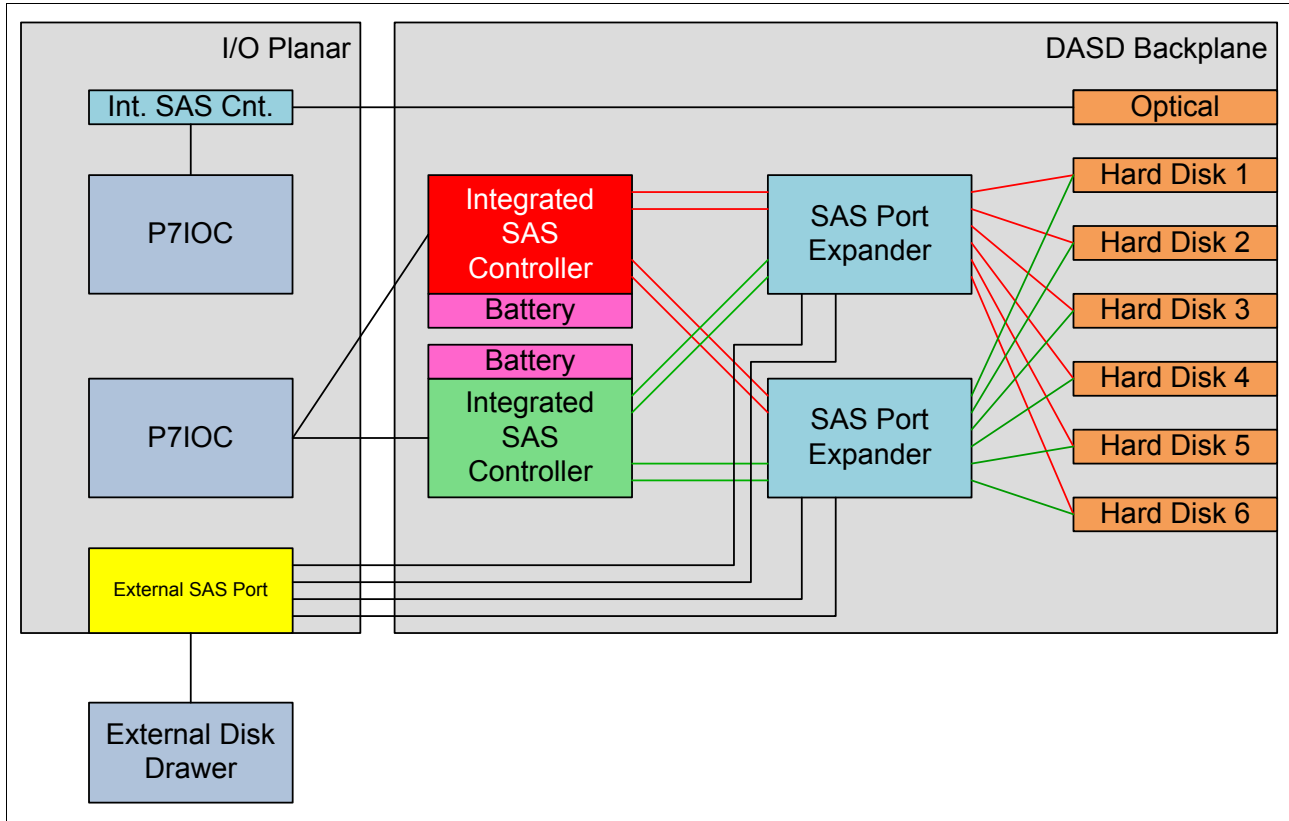 I/O Planar
DASD Backplane
Int. SAS Cnt.
Optical
P7IOC
Integrated
SAS
Controller
Battery
SAS Port
Expander
Hard Disk 1
Hard Disk 2
Hard Disk 3
P7IOC
Battery
Integrated
SAS
Controller
SAS Port
Expander
Hard Disk 4
Hard Disk 5
Hard Disk 6
External SAS Port
External Disk
Drawer